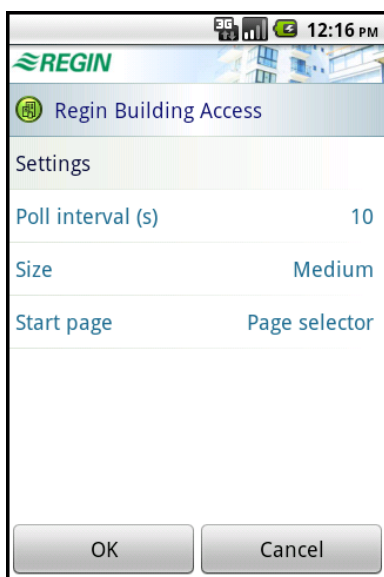 3G 12:16 PM
REGIN
Regin Building Access
Settings
Poll interval (s) 10
Size Medium
Start page Page selector
OK Cancel